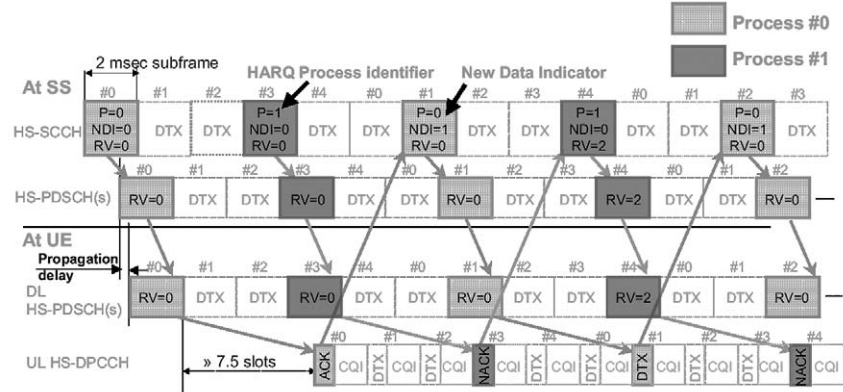 Process #0
Process #1
2 msec subframe
HARQ Process identifier
New Data Indicator
At SS
#0 #1 #2 #3 #4 #0 #1 #2 #3 #4 #0 #1 #2 #3
HS-SCCH
P=0 NDI=0 RV=0
DTX
DTX
P=1 NDI=0 RV=0
DTX
DTX
P=0 NDI=1 RV=0
DTX
DTX
P=1 NDI=0 RV=2
DTX
DTX
P=0 NDI=1 RV=0
DTX
#0 #1 #2 #3 #4 #0 #1 #2 #3 #4 #0 #1 #2
HS-PDSCH(s)
RV=0 DTX DTX RV=0 DTX DTX RV=0 DTX DTX RV=2 DTX DTX RV=0
At UE
Propagation
delay
#0 #1 #2 #3 #4 #0 #1 #2 #3 #4 #0 #1 #2
DL
HS-PDSCH(s)
RV=0 DTX DTX RV=0 DTX DTX RV=0 DTX DTX RV=2 DTX DTX RV=0
#0 #1 #2 #3 #4 #0 #1 #2 #3 #4
UL HS-DPCCH
» 7.5 slots
ACK CQI DTX CQI DTX CQI NACK CQI DTX CQI DTX CQI DTX CQI DTX CQI DTX CQI NACK CQI